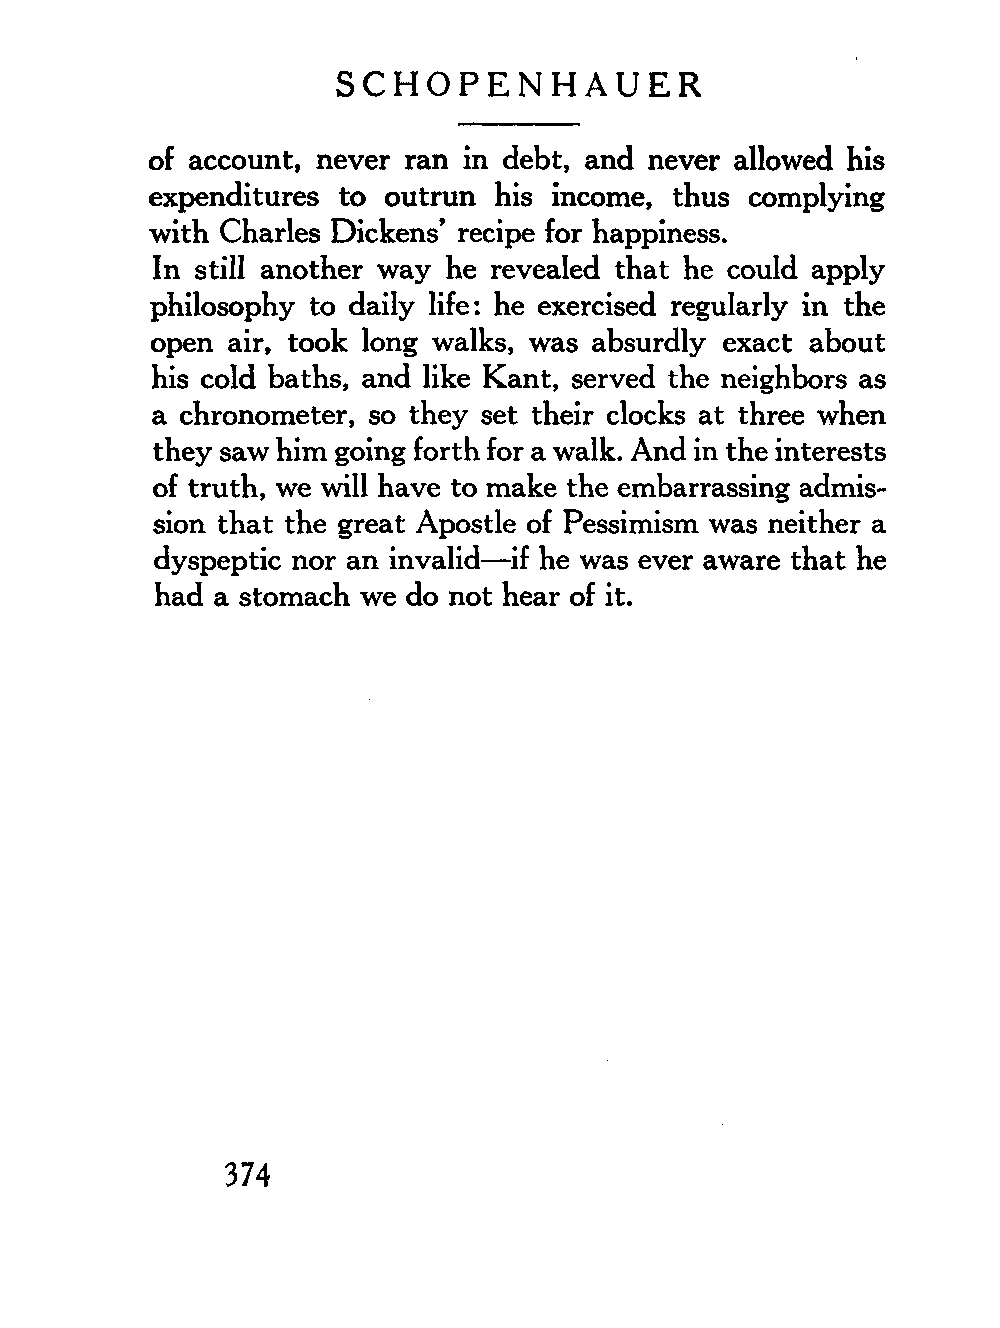 SCHOPENHAUER
of account, never ran in debt, and never allowed his
expenditures to outrun his income, thus complying
with Charles Dickens’ recipe for happiness.
In still another way he revealed that he could apply
philosophy to daily life: he exercised regularly in the
open air, took long walks, was absurdly exact about
his cold baths, and like Kant, served the neighbors as
a chronometer, so they set their clocks at three when
they saw him going forth for a walk. And in the interests
of truth, we will have to make the embarrassing admis-
sion that the great Apostle of Pessimism was neither a
dyspeptic nor an invalid—if he was ever aware that he
had a stomach we do not hear of it.
374